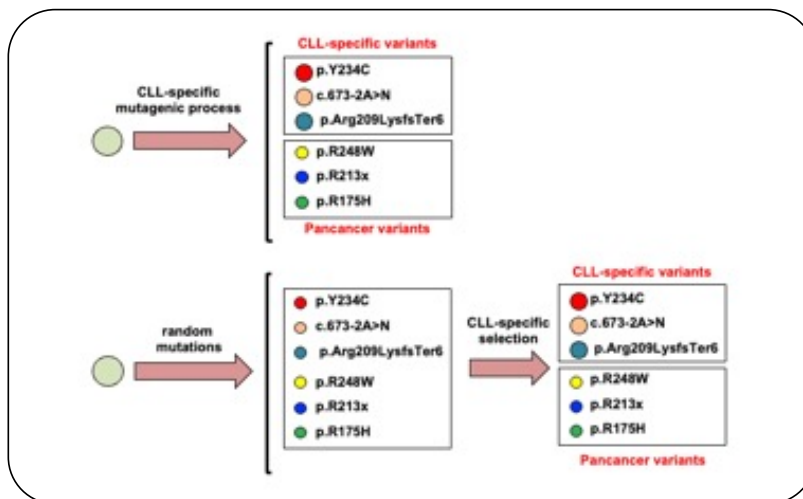 CLL-specific variants
CLL-specific
mutagenic process
p.Y234C
c.673-2A>N
p.Arg209LysfsTer6
p.R248W
p.R213x
p.R175H
Pancancer variants
random
mutations
p.Y234C
c.673-2A>N
p.Arg209LysfsTer6
p.R248W
p.R213x
p.R175H
CLL-specific
selection
CLL-specific variants
p.Y234C
c.673-2A>N
p.Arg209LysfsTer6
p.R248W
p.R213x
p.R175H
Pancancer variants